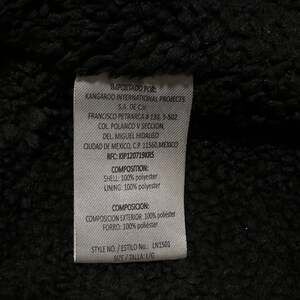 IMPORTADO POR:
KANGAROO INTERNATIONAL PROJECTS
S.A. DE C.V.
FRANCISCO PETRARCA # 133, 3-502
COL. POLANCO V SECCION,
DEL. MIGUEL HIDALGO
CIUDAD DE MEXICO, C.P. 11560,MEXICO
RFC: KIP120719KR5
COMPOSITION:
SHELL: 100% polyester
LINING: 100% polyester
COMPOSICION:
COMPOSICION EXTERIOR: 100% poliester
FORRO: 100% poliester
STYLE NO. / ESTILO No.: LN1501
SIZE / TALLA: L/G